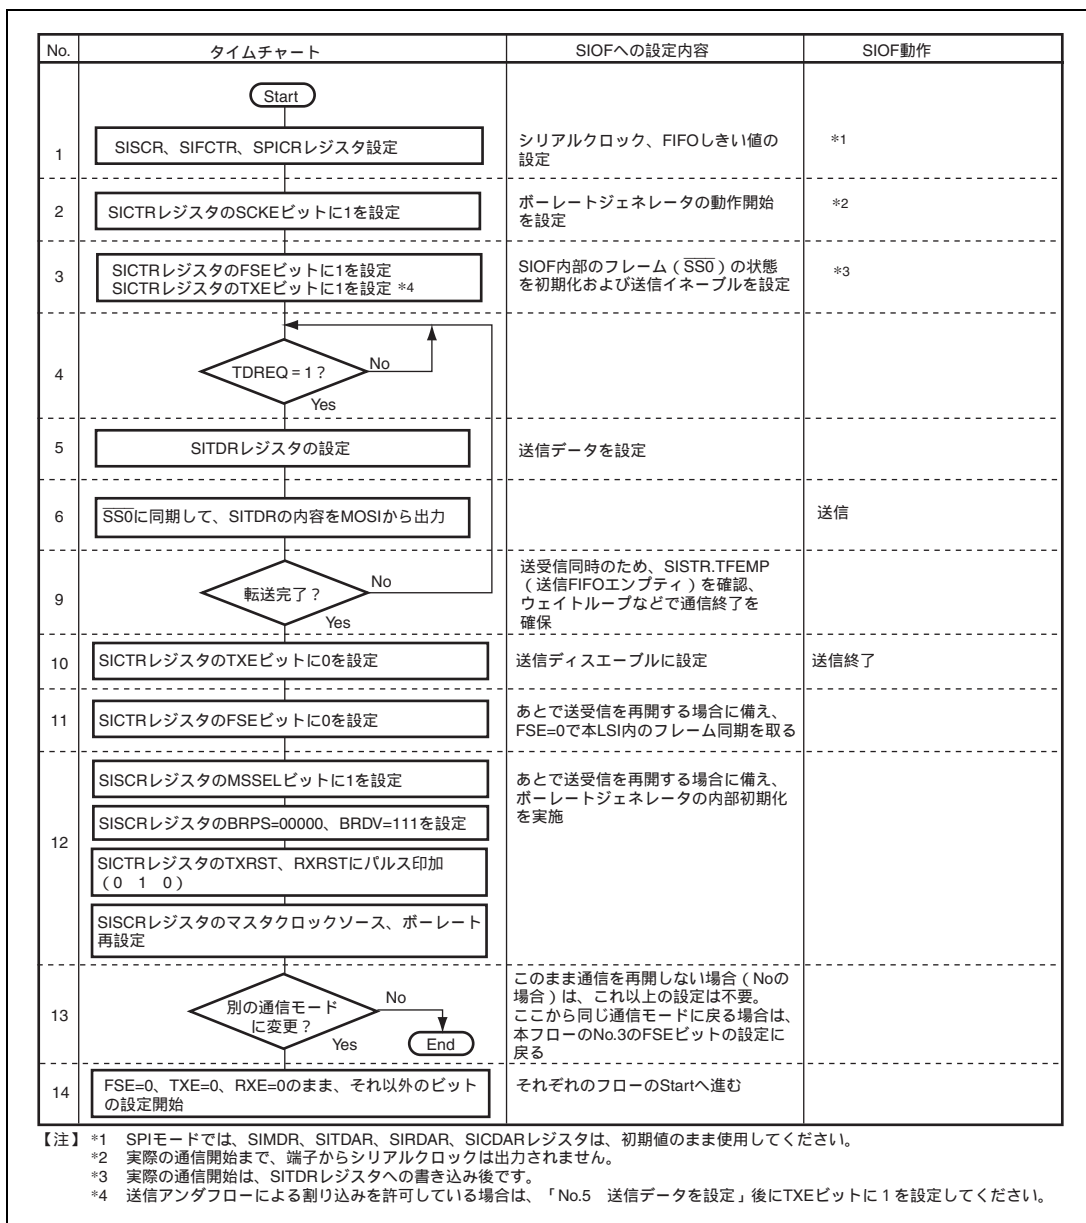 No. タイムチャート SIOFへの設定内容 SIOF動作
Start
1 SISCR、SIFCTR、SPICRレジスタ設定 シリアルクロック、FIFOしきい値の *1
設定
2 SICTRレジスタのSCKEビットに1を設定 ボーレートジェネレータの動作開始 *2
を設定
3 SICTRレジスタのFSEビットに1を設定 SIOF内部のフレーム(SS0)の状態 *3
SICTRレジスタのTXEビットに1を設定 *4 を初期化および送信イネーブルを設定
4 TDREQ = 1? No
Yes
5 SITDRレジスタの設定 送信データを設定
6 SS0に同期して、SITDRの内容をMOSIから出力 送信
9 転送完了? No 送受信同時のため、SISTR.TFEMP
(送信FIFOエンプティ)を確認、
ウェイトループなどで通信終了を
Yes 確保
10 SICTRレジスタのTXEビットに0を設定 送信ディスエーブルに設定 送信終了
11 SICTRレジスタのFSEビットに0を設定 あとで送受信を再開する場合に備え、
FSE=0で本LSI内のフレーム同期を取る
12 SISCRレジスタのMSSELビットに1を設定 あとで送受信を再開する場合に備え、
ボーレートジェネレータの内部初期化
を実施
SISCRレジスタのBRPS=00000、BRDV=111を設定
SICTRレジスタのTXRST、RXRSTにパルス印加
(0 1 0)
SISCRレジスタのマスタクロックソース、ボーレート
再設定
13 別の通信モード No このまま通信を再開しない場合(Noの
に変更? 場合)は、これ以上の設定は不要。
ここから同じ通信モードに戻る場合は、
Yes End 本フローのNo.3のFSEビットの設定に
戻る
14 FSE=0、TXE=0、RXE=0のまま、それ以外のビット それぞれのフローのStartへ進む
の設定開始
【注】 *1 SPIモードでは、SIMDR、SITDAR、SIRDAR、SICDARレジスタは、初期値のまま使用してください。
*2 実際の通信開始まで、端子からシリアルクロックは出力されません。
*3 実際の通信開始は、SITDRレジスタへの書き込み後です。
*4 送信アンダフローによる割り込みを許可している場合は、「No.5 送信データを設定」後にTXEビットに1を設定してください。